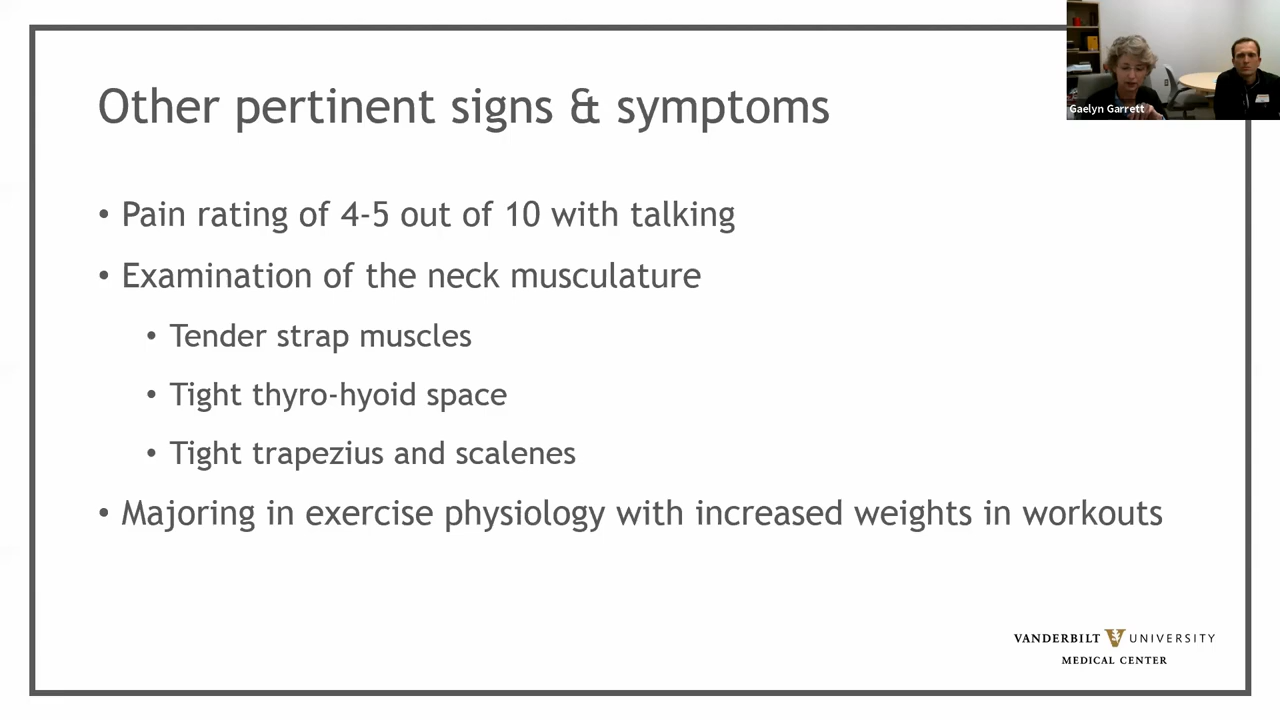 Other pertinent signs & symptoms
Gaelyn Garrett
• Pain rating of 4-5 out of 10 with talking
• Examination of the neck musculature
• Tender strap muscles
• Tight thyro-hyoid space
• Tight trapezius and scalenes
• Majoring in exercise physiology with increased weights in workouts
VANDERBILT V UNIVERSITY
MEDICAL CENTER